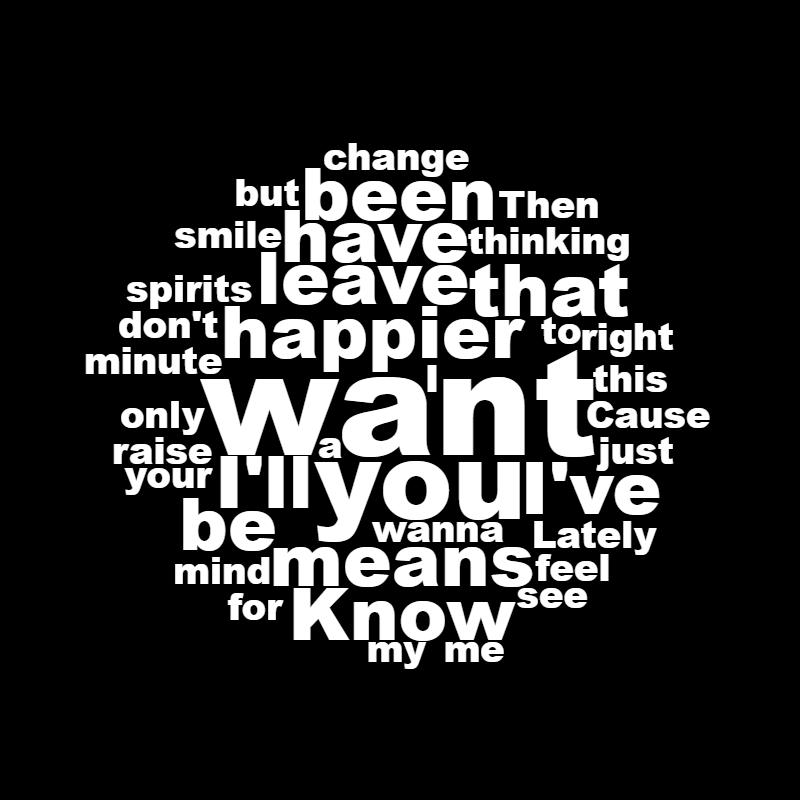 change
but been Then
smile have thinking
spirits leave that
don't happier to right
minute I this
only want Cause
raise a just
your I'll you I've
be wanna Lately
mind means feel
for Know see
my me